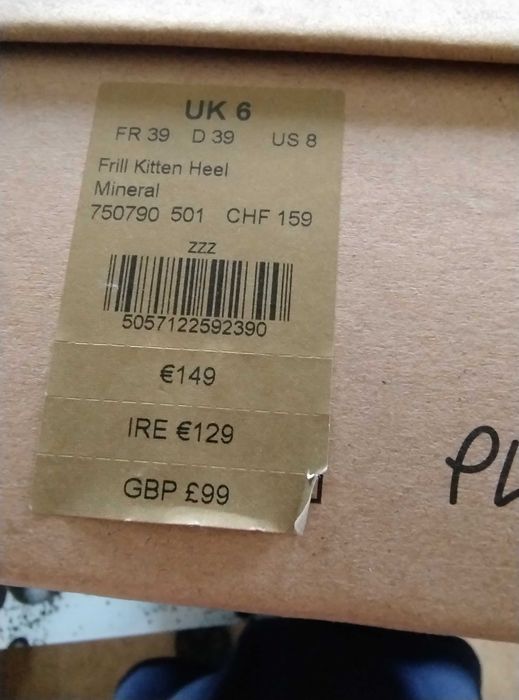 UK 6
FR 39 D 39 US 8
Frill Kitten Heel
Mineral
750790 501 CHF 159
zzz
5057122592390
€149
IRE €129
GBP £99
PL